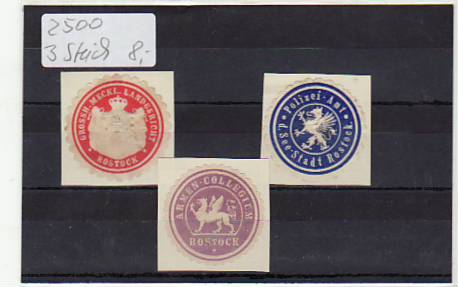 2500
3 Stück 8,-
GROSSH. MECKL. LANDGERICHT
ROSTOCK
Polizei-Amt
d. See-Stadt Rostock.
ARMEN-COLLEGIUM
ROSTOCK